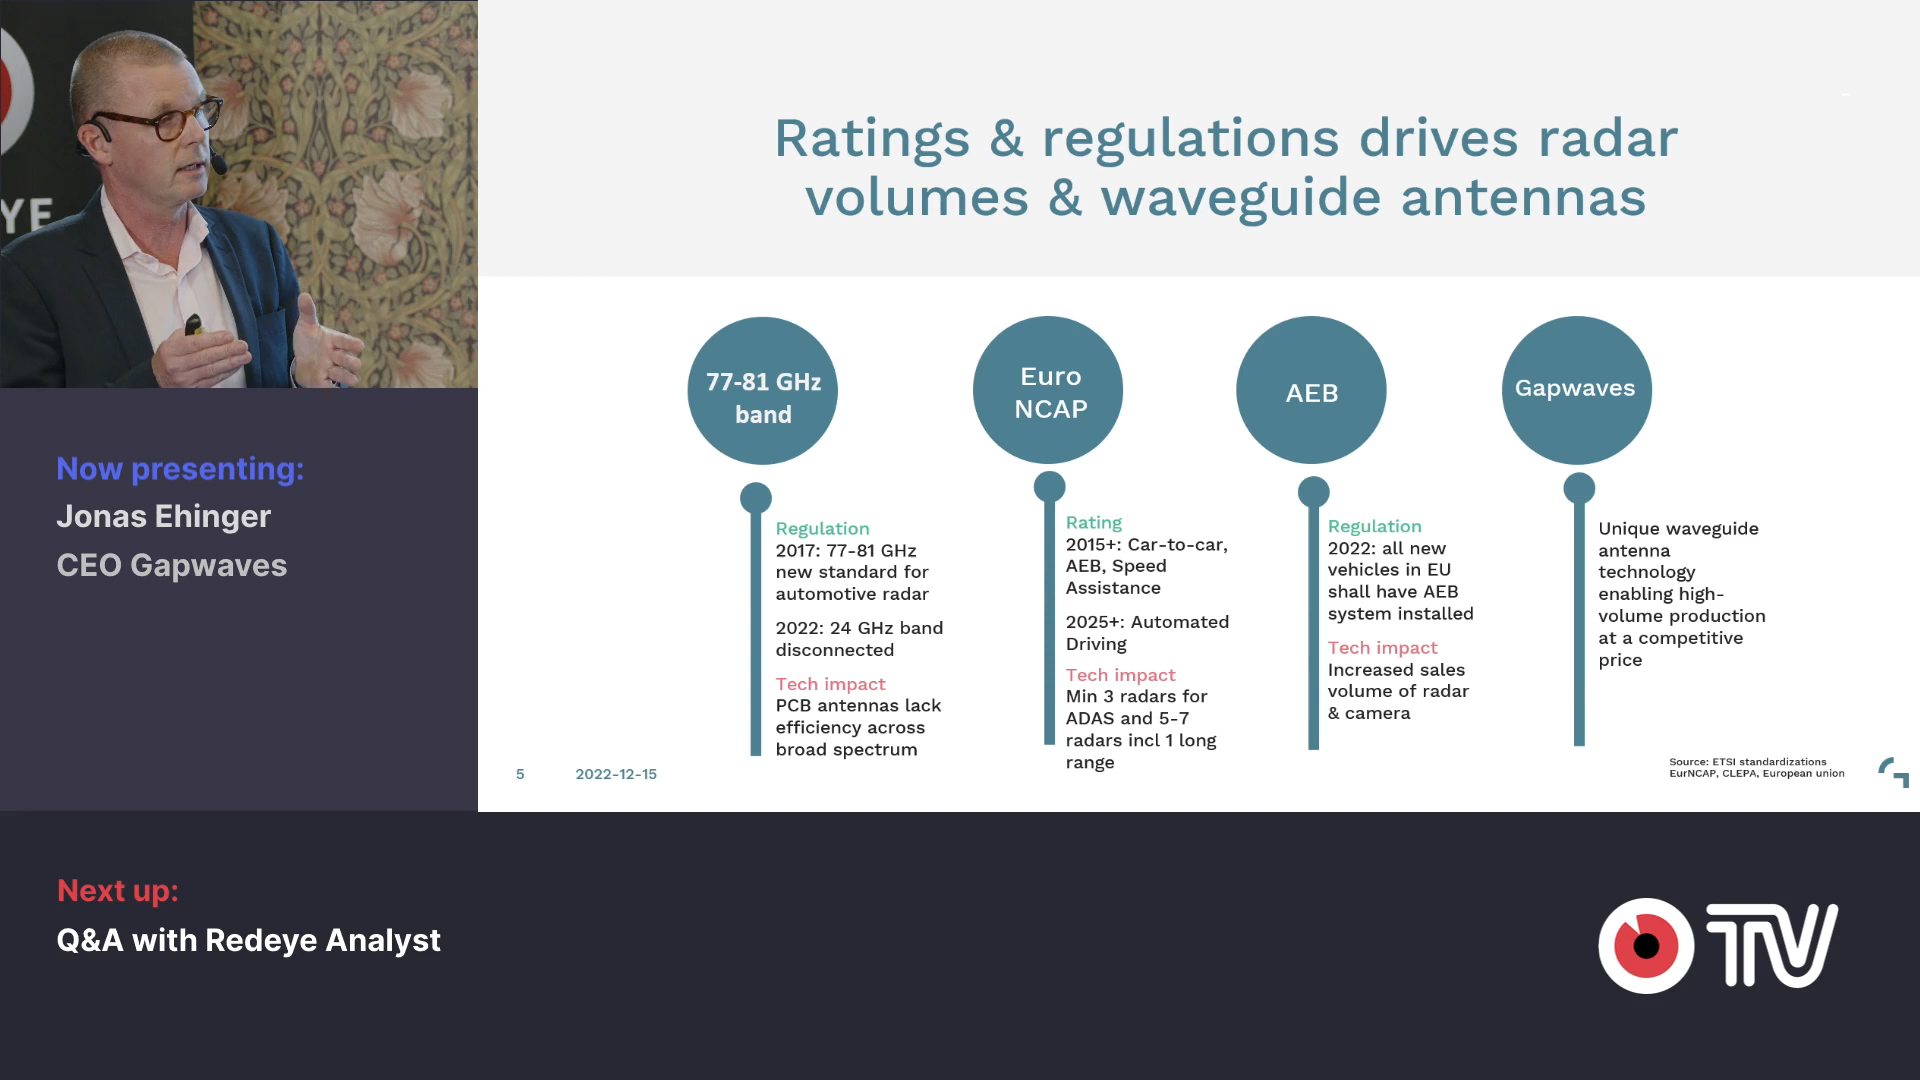 YE
Now presenting:
Jonas Ehinger
CEO Gapwaves
Ratings & regulations drives radar
volumes & waveguide antennas
77-81 GHz
band
Regulation
2017: 77-81 GHz
new standard for
automotive radar
2022: 24 GHz band
disconnected
Tech impact
PCB antennas lack
efficiency across
broad spectrum
Euro
NCAP
Rating
2015+: Car-to-car,
AEB, Speed
Assistance
2025+: Automated
Driving
Tech impact
Min 3 radars for
ADAS and 5-7
radars incl 1 long
range
AEB
Regulation
2022: all new
vehicles in EU
shall have AEB
system installed
Tech impact
Increased sales
volume of radar
& camera
Gapwaves
Unique waveguide
antenna
technology
enabling high-
volume production
at a competitive
price
5 2022-12-15
Source: ETSI standardizations
EurNCAP, CLEPA, European union
Next up:
Q&A with Redeye Analyst
TV